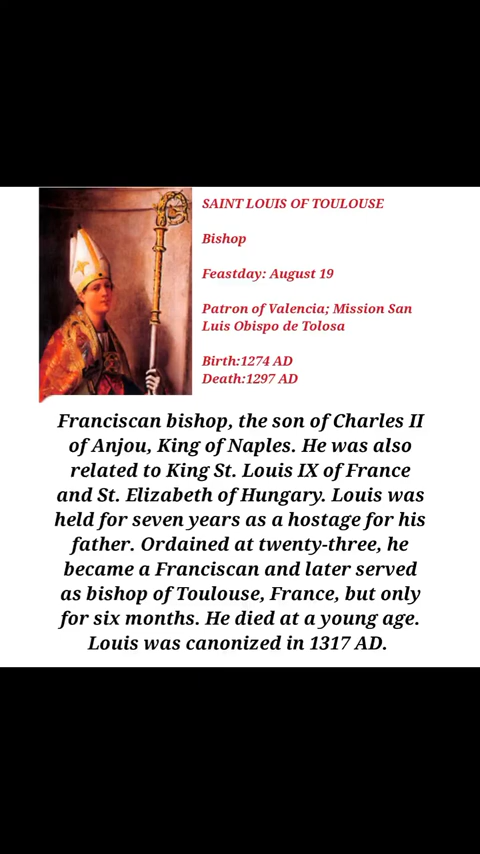 SAINT LOUIS OF TOULOUSE
Bishop
Feastday: August 19
Patron of Valencia; Mission San
Luis Obispo de Tolosa
Birth:1274 AD
Death:1297 AD
Franciscan bishop, the son of Charles II
of Anjou, King of Naples. He was also
related to King St. Louis IX of France
and St. Elizabeth of Hungary. Louis was
held for seven years as a hostage for his
father. Ordained at twenty-three, he
became a Franciscan and later served
as bishop of Toulouse, France, but only
for six months. He died at a young age.
Louis was canonized in 1317 AD.